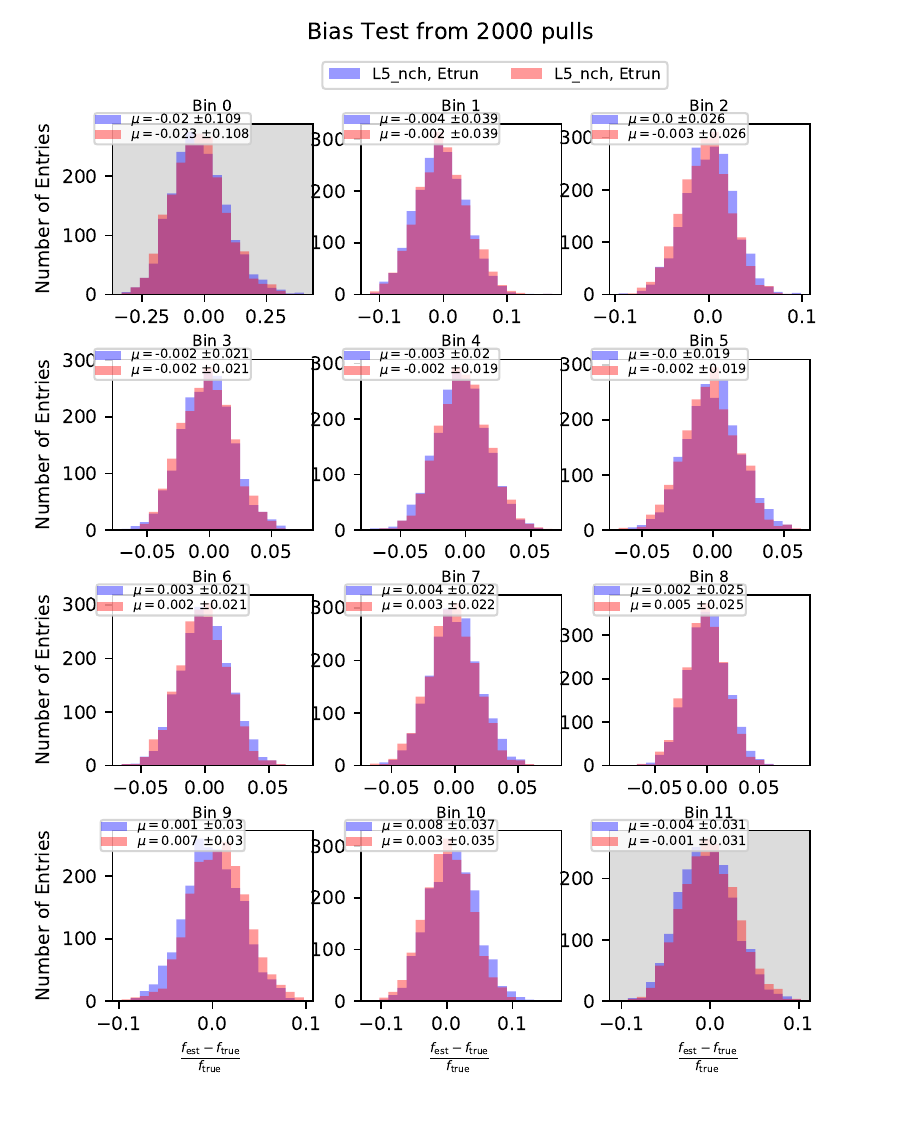 Bias Test from 2000 pulls
L5_nch, Etrun L5_nch, Etrun
Bin 0 Bin 1 Bin 2
μ = -0.02 ±0.109
μ = -0.023 ±0.108
μ = -0.004 ±0.039
μ = -0.002 ±0.039
μ = 0.0 ±0.026
μ = -0.003 ±0.026
Number of Entries
200
100
0
−0.25 0.00 0.25
300
200
100
0
−0.1 0.0 0.1
300
200
100
0
−0.1 0.0 0.1
Bin 3 Bin 4 Bin 5
μ = -0.002 ±0.021
μ = -0.002 ±0.021
μ = -0.003 ±0.02
μ = -0.002 ±0.019
μ = -0.0 ±0.019
μ = -0.002 ±0.019
Number of Entries
300
200
100
0
−0.05 0.00 0.05
300
200
100
0
−0.05 0.00 0.05
300
200
100
0
−0.05 0.00 0.05
Bin 6 Bin 7 Bin 8
μ = 0.003 ±0.021
μ = 0.002 ±0.021
μ = 0.004 ±0.022
μ = 0.003 ±0.022
μ = 0.002 ±0.025
μ = 0.005 ±0.025
Number of Entries
300
200
100
0
−0.05 0.00 0.05
300
200
100
0
−0.05 0.00 0.05
300
200
100
0
−0.05 0.00 0.05
Bin 9 Bin 10 Bin 11
μ = 0.001 ±0.03
μ = 0.007 ±0.03
μ = 0.008 ±0.037
μ = 0.003 ±0.035
μ = -0.004 ±0.031
μ = -0.001 ±0.031
Number of Entries
200
100
0
−0.1 0.0 0.1
300
200
100
0
−0.1 0.0 0.1
200
100
0
−0.1 0.0 0.1
f_est − f_true f_est − f_true f_est − f_true
f_true f_true f_true